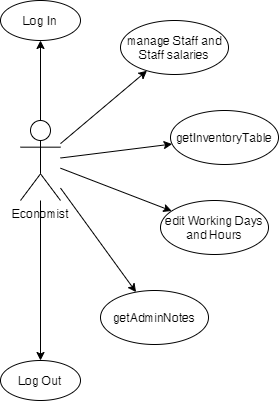 Log In
manage Staff and
Staff salaries
getInventoryTable
Economist
edit Working Days
and Hours
getAdminNotes
Log Out